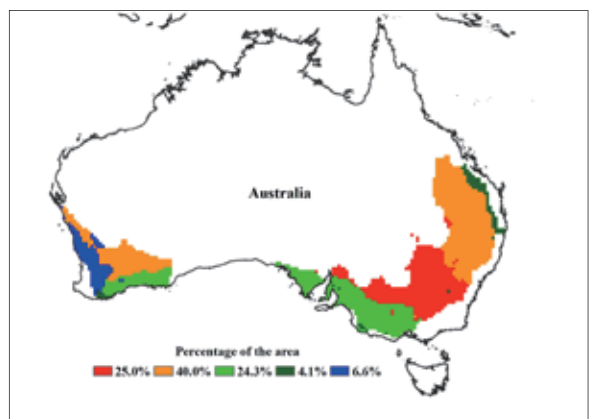 Australia
Percentage of the area
25.0% 40.0% 24.3% 4.1% 6.6%